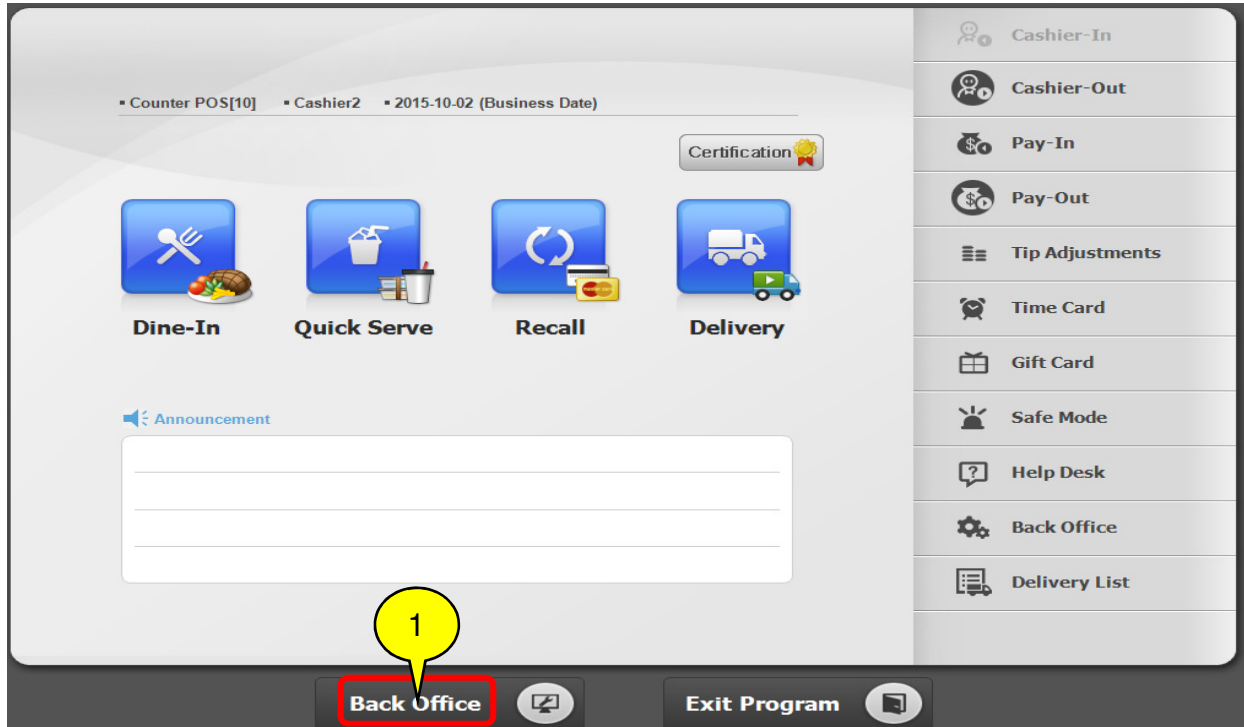 ▪ Counter POS[10] ▪ Cashier2 ▪ 2015-10-02 (Business Date)
Certification
Dine-In Quick Serve Recall Delivery
Announcement
1
Back Office Exit Program
Cashier-In
Cashier-Out
Pay-In
Pay-Out
Tip Adjustments
Time Card
Gift Card
Safe Mode
Help Desk
Back Office
Delivery List